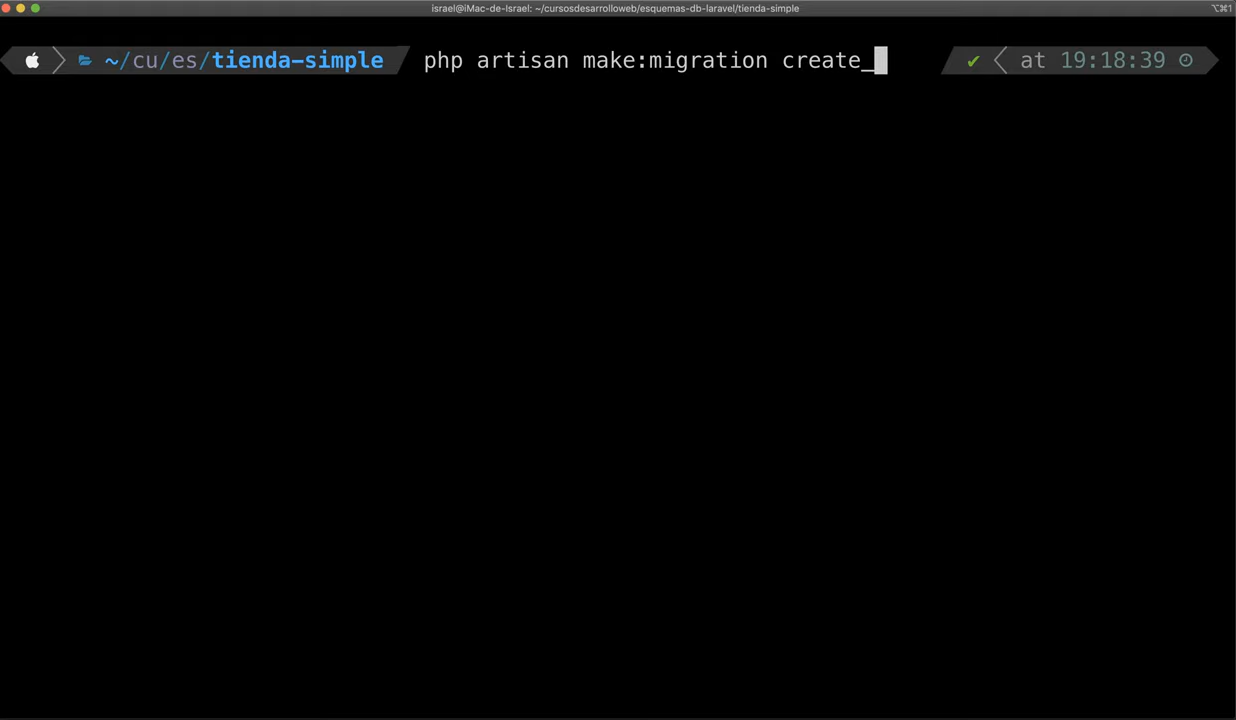 israel@iMac-de-Israel: ~/cursosdesarrolloweb/esquemas-db-laravel/tienda-simple
⌥⌘1
~/cu/es/tienda-simple php artisan make:migration create_ ✔ at 19:18:39